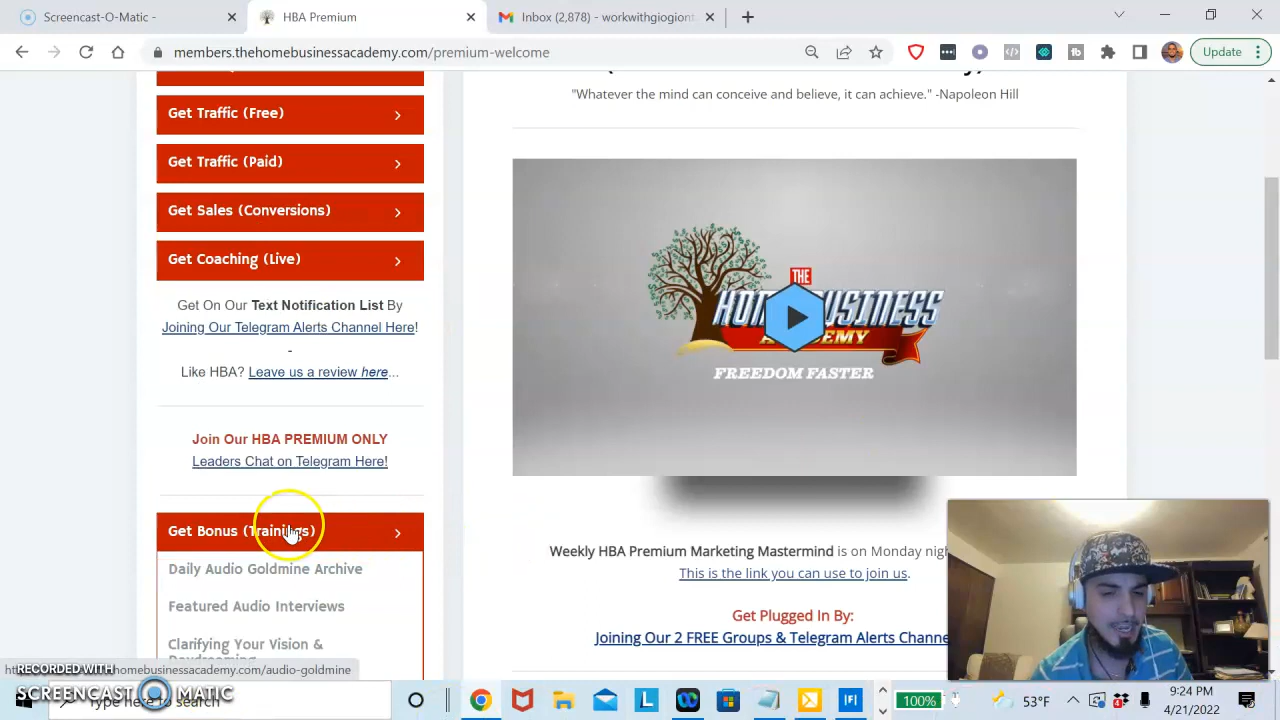 Screencast-O-Matic
HBA Premium
Inbox (2,878) - workwithgiogiont
members.thehomebusinessacademy.com/premium-welcome
Update
"Whatever the mind can conceive and believe, it can achieve." -Napoleon Hill
Get Traffic (Free)
Get Traffic (Paid)
Get Sales (Conversions)
Get Coaching (Live)
Get On Our Text Notification List By
Joining Our Telegram Alerts Channel Here!
-
Like HBA? Leave us a review here...
Join Our HBA PREMIUM ONLY
Leaders Chat on Telegram Here!
Get Bonus (Trainings)
Daily Audio Goldmine Archive
Featured Audio Interviews
Clarifying Your Vision &
THE
HOME BUSINESS
ACADEMY
FREEDOM FASTER
Weekly HBA Premium Marketing Mastermind is on Monday nigh
This is the link you can use to join us.
Get Plugged In By:
Joining Our 2 FREE Groups & Telegram Alerts Channe
homebusinessacademy.com/audio-goldmine
RECORDED WITH
SCREENCAST MATIC
Type here to search
100%
53°F
9:24 PM
4/21/2022